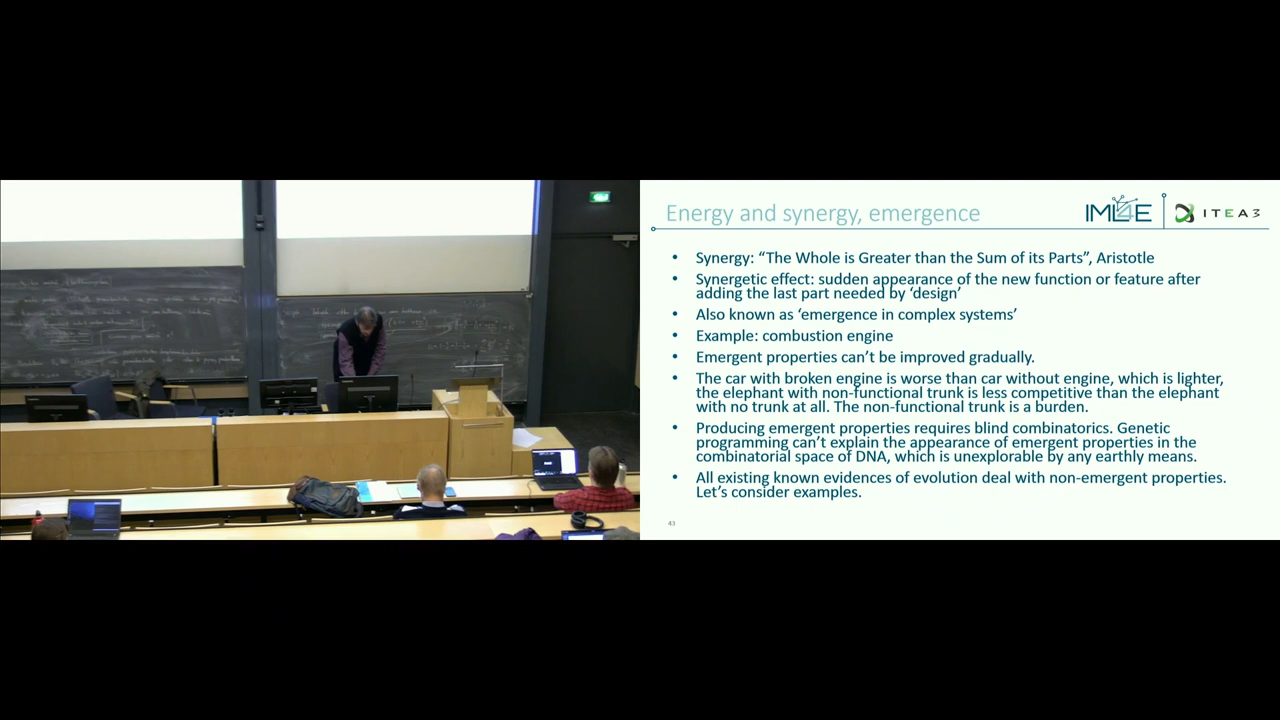 Energy and synergy, emergence
IML4E
ITEA3
• Synergy: “The Whole is Greater than the Sum of its Parts”, Aristotle
• Synergetic effect: sudden appearance of the new function or feature after
adding the last part needed by ‘design’
• Also known as ‘emergence in complex systems’
• Example: combustion engine
• Emergent properties can’t be improved gradually.
• The car with broken engine is worse than car without engine, which is lighter,
the elephant with non-functional trunk is less competitive than the elephant
with no trunk at all. The non-functional trunk is a burden.
• Producing emergent properties requires blind combinatorics. Genetic
programming can’t explain the appearance of emergent properties in the
combinatorial space of DNA, which is unexplorable by any earthly means.
• All existing known evidences of evolution deal with non-emergent properties.
Let’s consider examples.
43